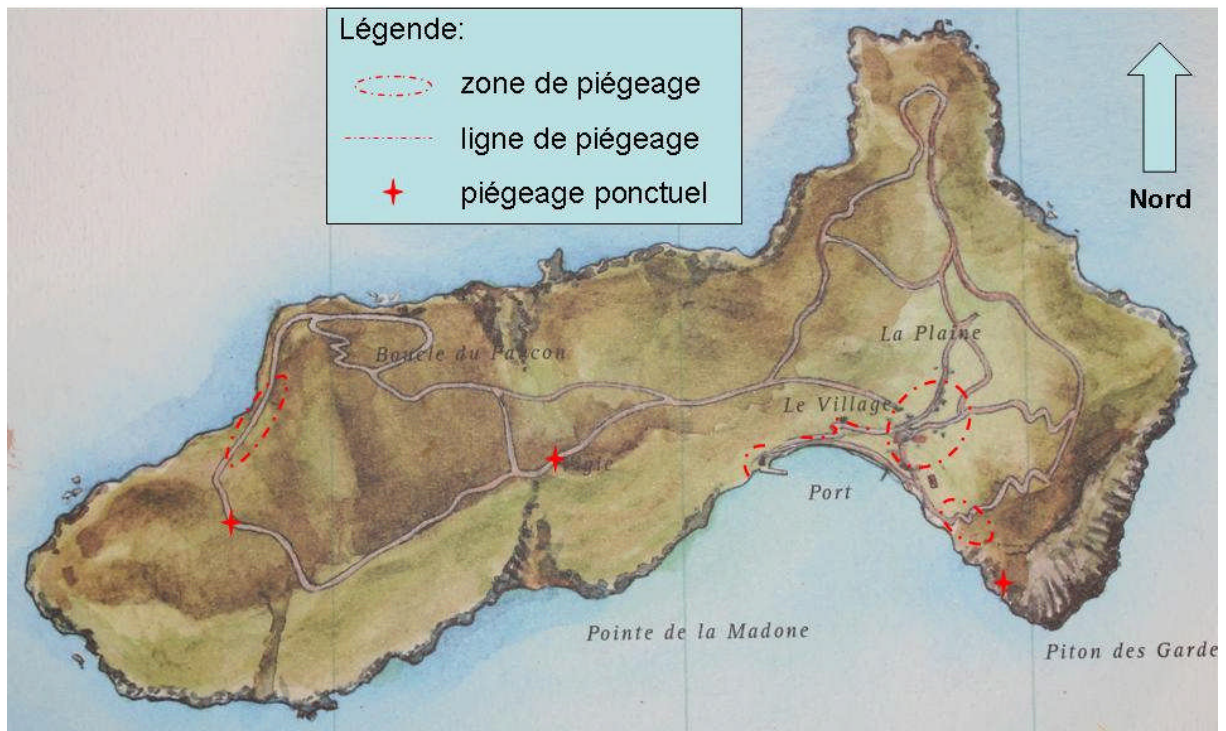 Légende:
zone de piégeage
ligne de piégeage
piégeage ponctuel
Nord
La Plaine
Boucle du
Le Village
Port
Pointe de la Madone
Piton des Garde